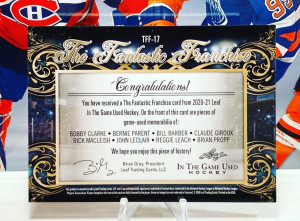 TFF-17
The Fantastic Franchise
Congratulations!
You have received a The Fantastic Franchise card from 2020-21 Leaf
In The Game Used Hockey. On the front of this card are pieces of
game-used memorabilia of:
BOBBY CLARKE • BERNIE PARENT • BILL BARBER • CLAUDE GIROUX
RICK MACLEISH • JOHN LECLAIR • REGGIE LEACH • BRIAN PROPP
We hope you enjoy this piece of history!
Brian Gray, President
Leaf Trading Cards, LLC
Leaf
IN THE GAME USED
HOCKEY